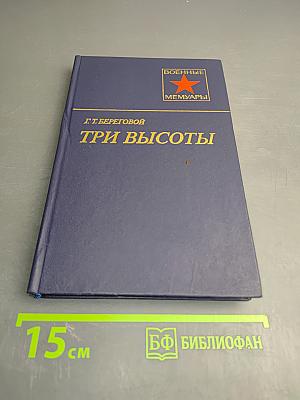 ВОЕННЫЕ
МЕМУАРЫ
Г. Т. БЕРЕГОВОЙ
ТРИ ВЫСОТЫ
15 см
БФ БИБЛИОФАН